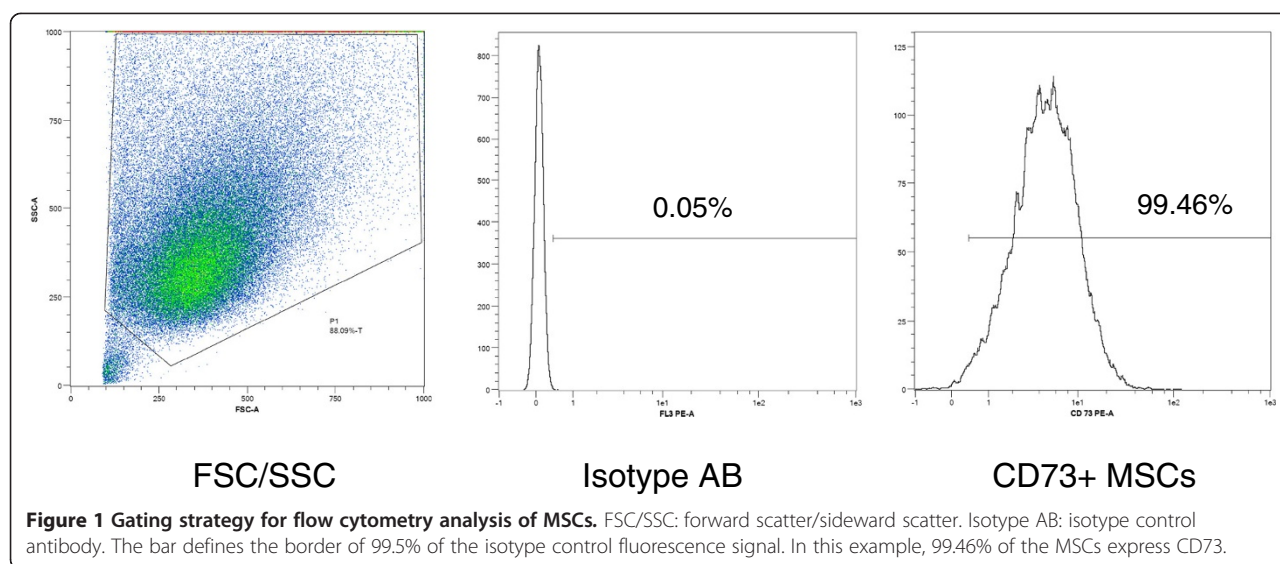 1000
750
500
250
0
SSC-A
0
250
500
750
1000
FSC-A
P1
88.09%-T
800
700
600
500
400
300
200
100
0
0.05%
-1
0
1
1e1
1e2
1e3
FL3 PE-A
125
100
75
50
25
0
99.46%
-1
0
1
1e1
1e2
1e3
CD 73 PE-A
FSC/SSC
Isotype AB
CD73+ MSCs
Figure 1 Gating strategy for flow cytometry analysis of MSCs. FSC/SSC: forward scatter/sideward scatter. Isotype AB: isotype control
antibody. The bar defines the border of 99.5% of the isotype control fluorescence signal. In this example, 99.46% of the MSCs express CD73.